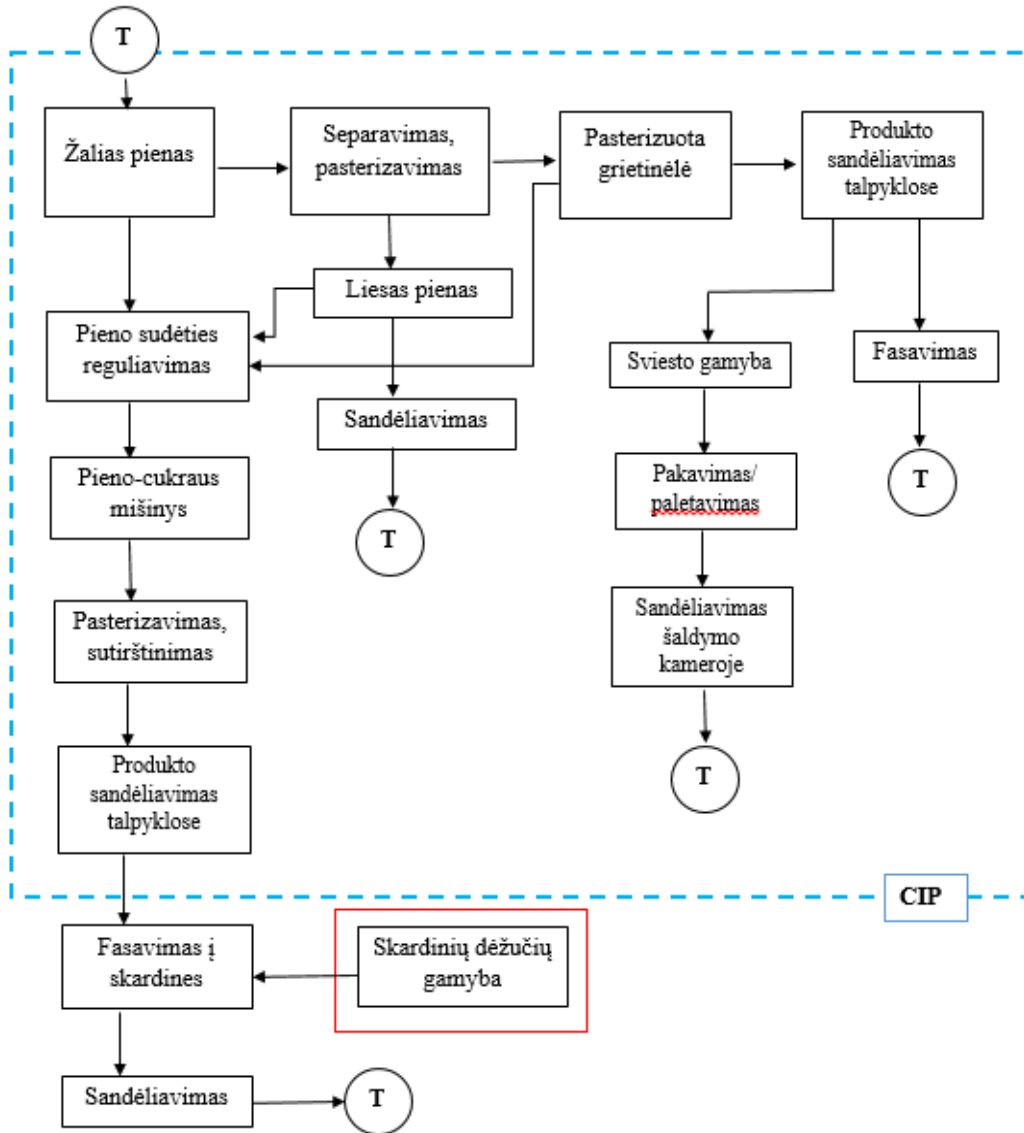 T
Žalias pienas
Separavimas,
pasterizavimas
Pasterizuota
grietinėlė
Produkto
sandėliavimas
talpyklose
Liesas pienas
Pieno sudėties
reguliavimas
Sviesto gamyba
Fasavimas
Sandėliavimas
Pieno-cukraus
mišinys
Pakavimas/
paletavimas
T
T
Pasterizavimas,
sutirštinimas
Sandėliavimas
šaldymo
kameroje
Produkto
sandėliavimas
talpyklose
T
CIP
Fasavimas į
skardines
Skardinių dėžučių
gamyba
Sandėliavimas
T